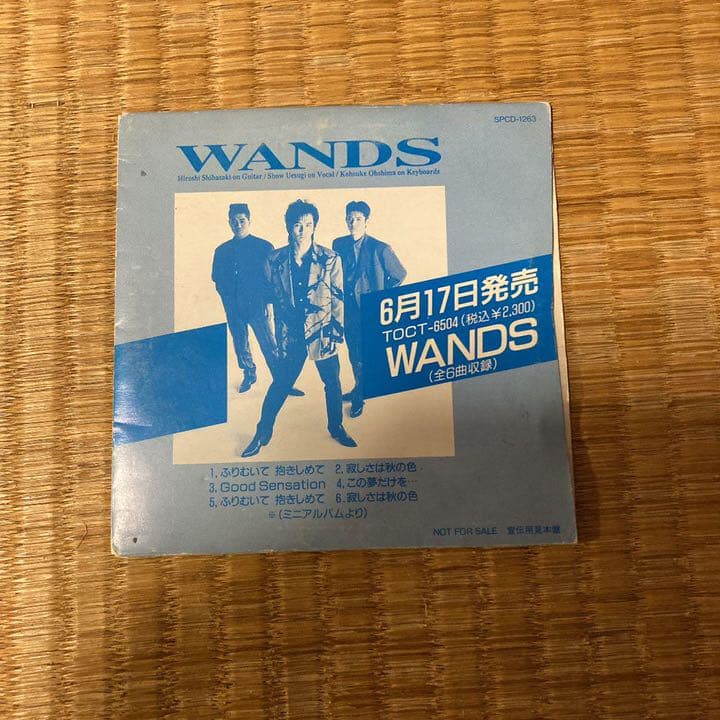 SPCD-1263
WANDS
Hiroshi Shibasaki on Guitar / Show Uesugi on Vocal / Kohsuke Ohshima on Keyboards
6月17日発売
TOCT-6504(税込¥2,300)
WANDS
(全6曲収録)
1. ふりむいて 抱きしめて 2. 寂しさは秋の色
3. Good Sensation 4. この夢だけを…
5. ふりむいて 抱きしめて 6. 寂しさは秋の色
※(ミニアルバムより)
NOT FOR SALE 宣伝用見本盤